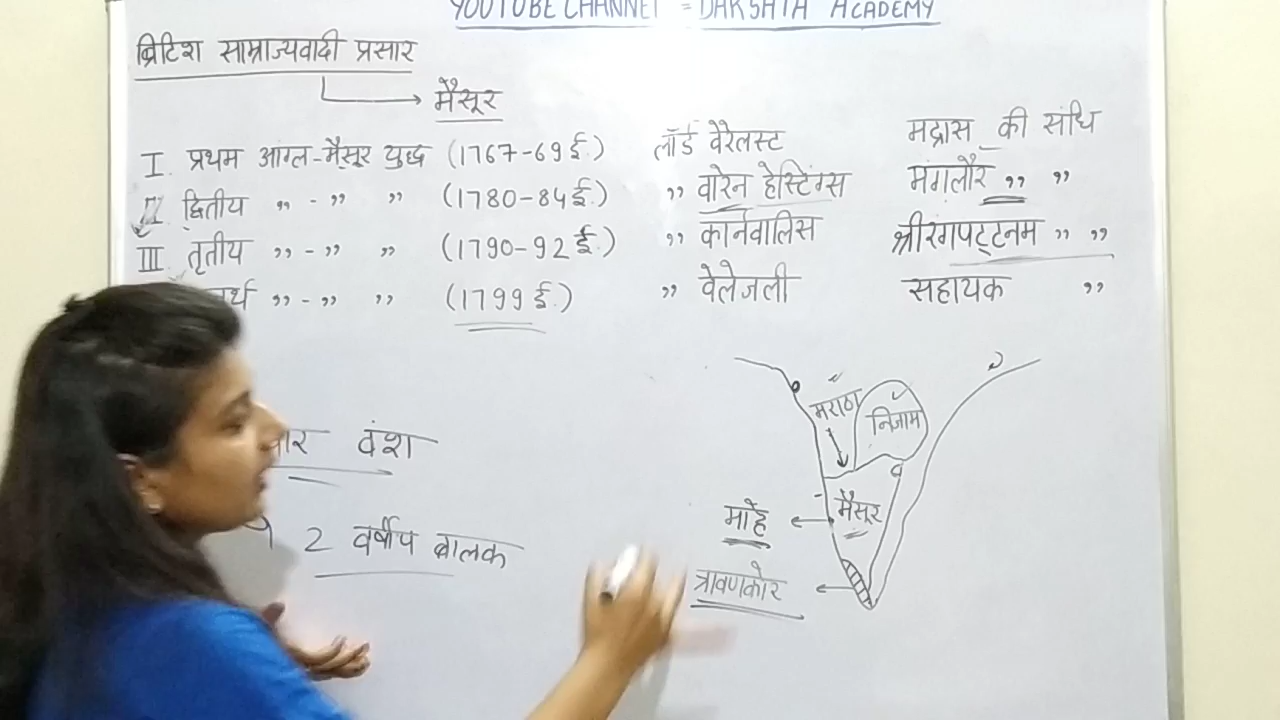 YOUTUBE CHANNEL = DAKSHTA ACADEMY
ब्रिटिश साम्राज्यवादी प्रसार
मैसूर
I. प्रथम आंग्ल-मैसूर युद्ध (1767-69 ई.) लॉर्ड वेरेलस्ट मद्रास की संधि
II द्वितीय ,, - ,, ,, (1780-84 ई.) ,, वारेन हेस्टिंग्स मंगलौर ,, ,,
III. तृतीय ,, - ,, ,, (1790-92 ई.) ,, कार्नवालिस श्रीरंगपट्टनम ,, ,,
,, - ,, ,, (1799 ई.) ,, वेलेजली सहायक ,,
मराठा
निजाम
वंश
मैसूर
माहे
2 वर्षीय बालक
त्रावणकोर